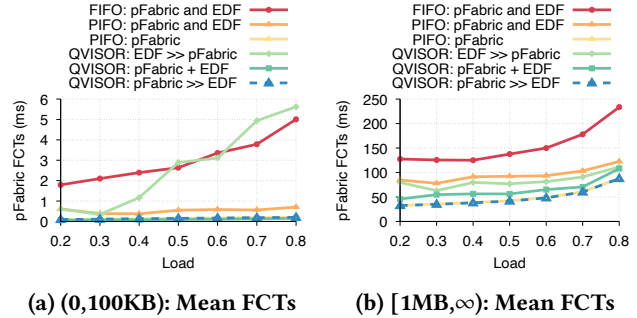 FIFO: pFabric and EDF
PIFO: pFabric and EDF
PIFO: pFabric
QVISOR: EDF >> pFabric
QVISOR: pFabric + EDF
QVISOR: pFabric >> EDF
pFabric FCTs (ms)
6
5
4
3
2
1
0
0.2 0.3 0.4 0.5 0.6 0.7 0.8
Load
(a) (0,100KB): Mean FCTs
FIFO: pFabric and EDF
PIFO: pFabric and EDF
PIFO: pFabric
QVISOR: EDF >> pFabric
QVISOR: pFabric + EDF
QVISOR: pFabric >> EDF
pFabric FCTs (ms)
250
200
150
100
50
0
0.2 0.3 0.4 0.5 0.6 0.7 0.8
Load
(b) [1MB,∞): Mean FCTs